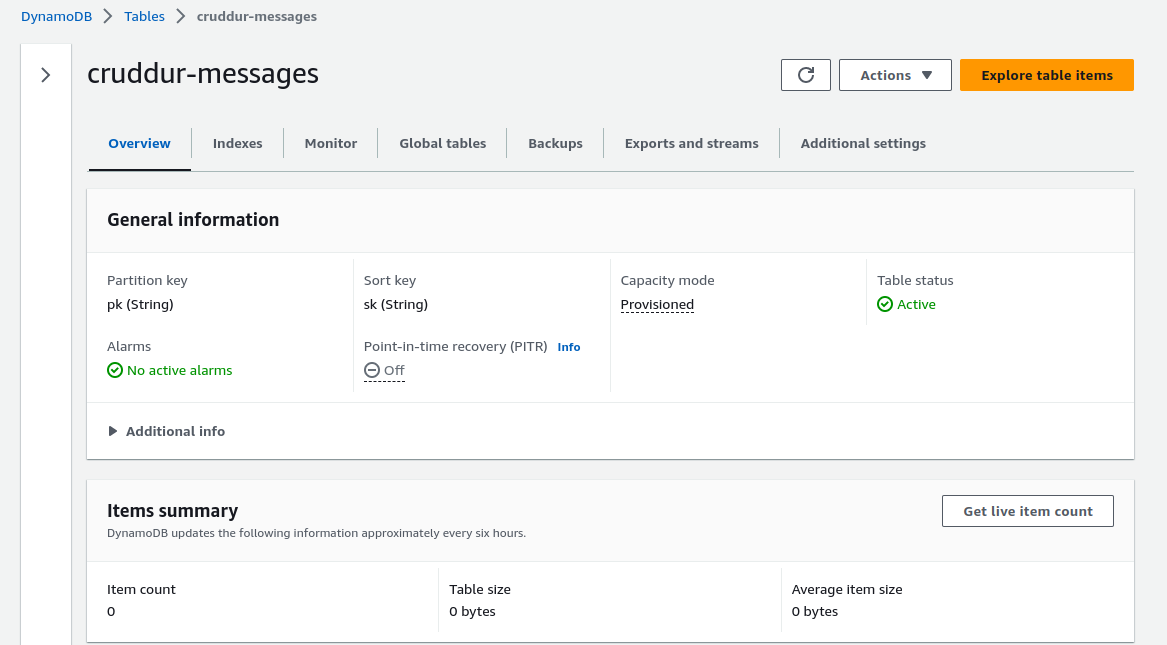 DynamoDB > Tables > cruddur-messages
cruddur-messages
Actions ▼
Explore table items
Overview
Indexes
Monitor
Global tables
Backups
Exports and streams
Additional settings
General information
Partition key
pk (String)
Sort key
sk (String)
Capacity mode
Provisioned
Table status
Active
Alarms
No active alarms
Point-in-time recovery (PITR) Info
Off
Additional info
Items summary
DynamoDB updates the following information approximately every six hours.
Get live item count
Item count
0
Table size
0 bytes
Average item size
0 bytes